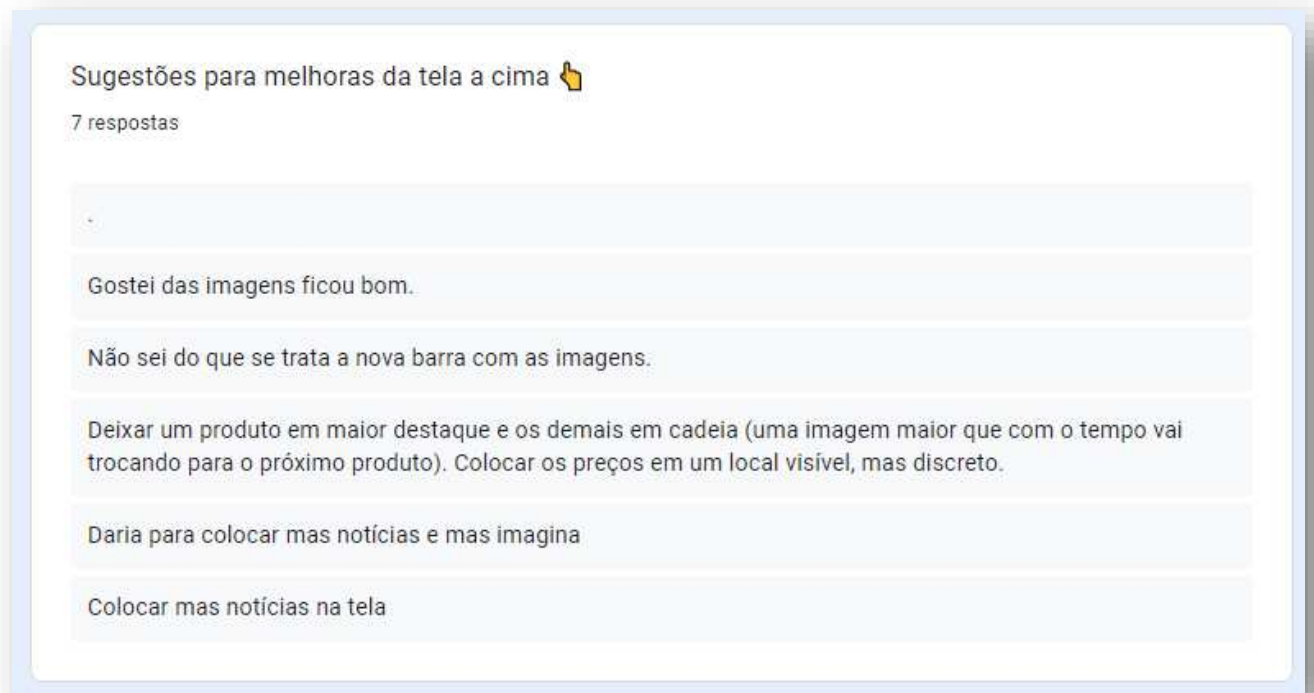 Sugestões para melhoras da tela a cima 👆
7 respostas
.
Gostei das imagens ficou bom.
Não sei do que se trata a nova barra com as imagens.
Deixar um produto em maior destaque e os demais em cadeia (uma imagem maior que com o tempo vai
trocando para o próximo produto). Colocar os preços em um local visível, mas discreto.
Daria para colocar mas notícias e mas imagina
Colocar mas notícias na tela